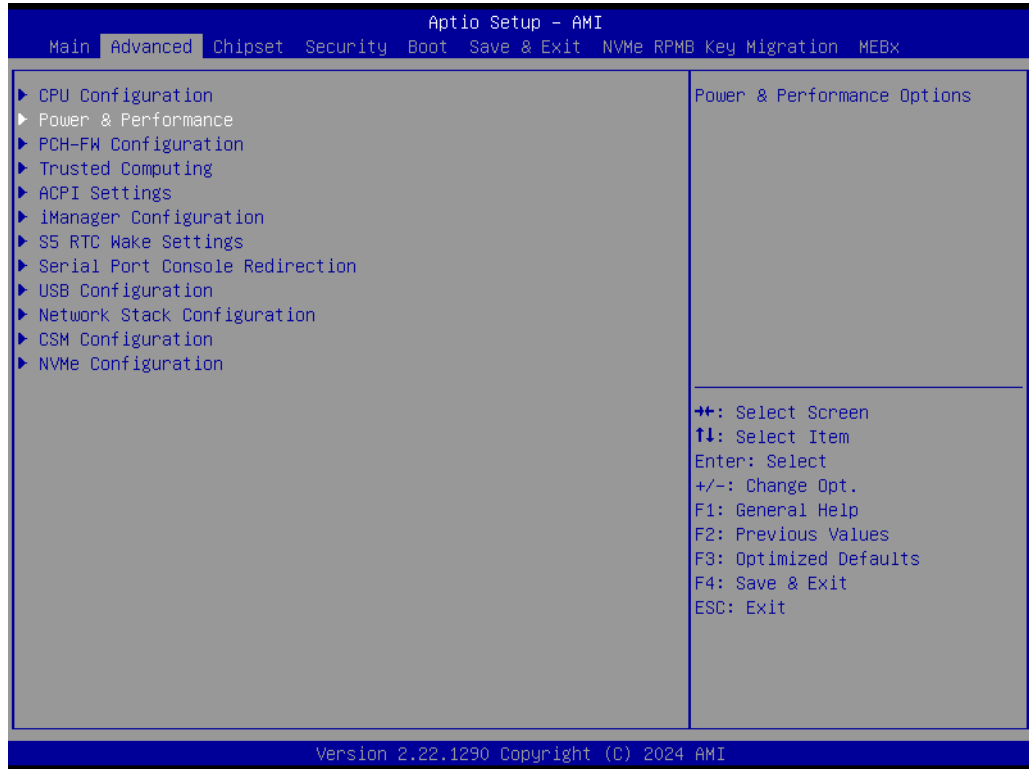 Aptio Setup – AMI
Main Advanced Chipset Security Boot Save & Exit NVMe RPMB Key Migration MEBx
▶ CPU Configuration
▶ Power & Performance
▶ PCH-FW Configuration
▶ Trusted Computing
▶ ACPI Settings
▶ iManager Configuration
▶ S5 RTC Wake Settings
▶ Serial Port Console Redirection
▶ USB Configuration
▶ Network Stack Configuration
▶ CSM Configuration
▶ NVMe Configuration
Power & Performance Options
→←: Select Screen
↑↓: Select Item
Enter: Select
+/-: Change Opt.
F1: General Help
F2: Previous Values
F3: Optimized Defaults
F4: Save & Exit
ESC: Exit
Version 2.22.1290 Copyright (C) 2024 AMI